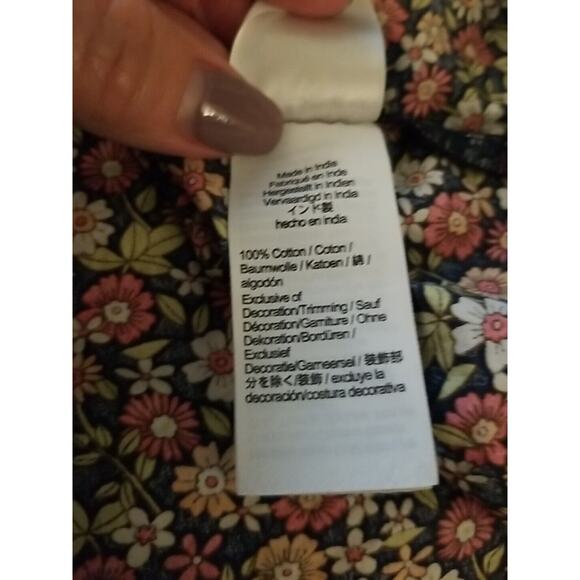 Made in India
Fabriqué en Inde
Hergestellt in Indien
Vervaardigd in India
インド製
hecho en india
100% Cotton / Coton /
Baumwolle / Katoen / 綿 /
algodón
Exclusive of
Decoration/Trimming / Sauf
Décoration/Garniture / Ohne
Dekoration/Bordüren /
Exclusief
Decoratie/Garneersel / 装飾部
分を除く/装飾 / excluye la
decoración/costura decorativa